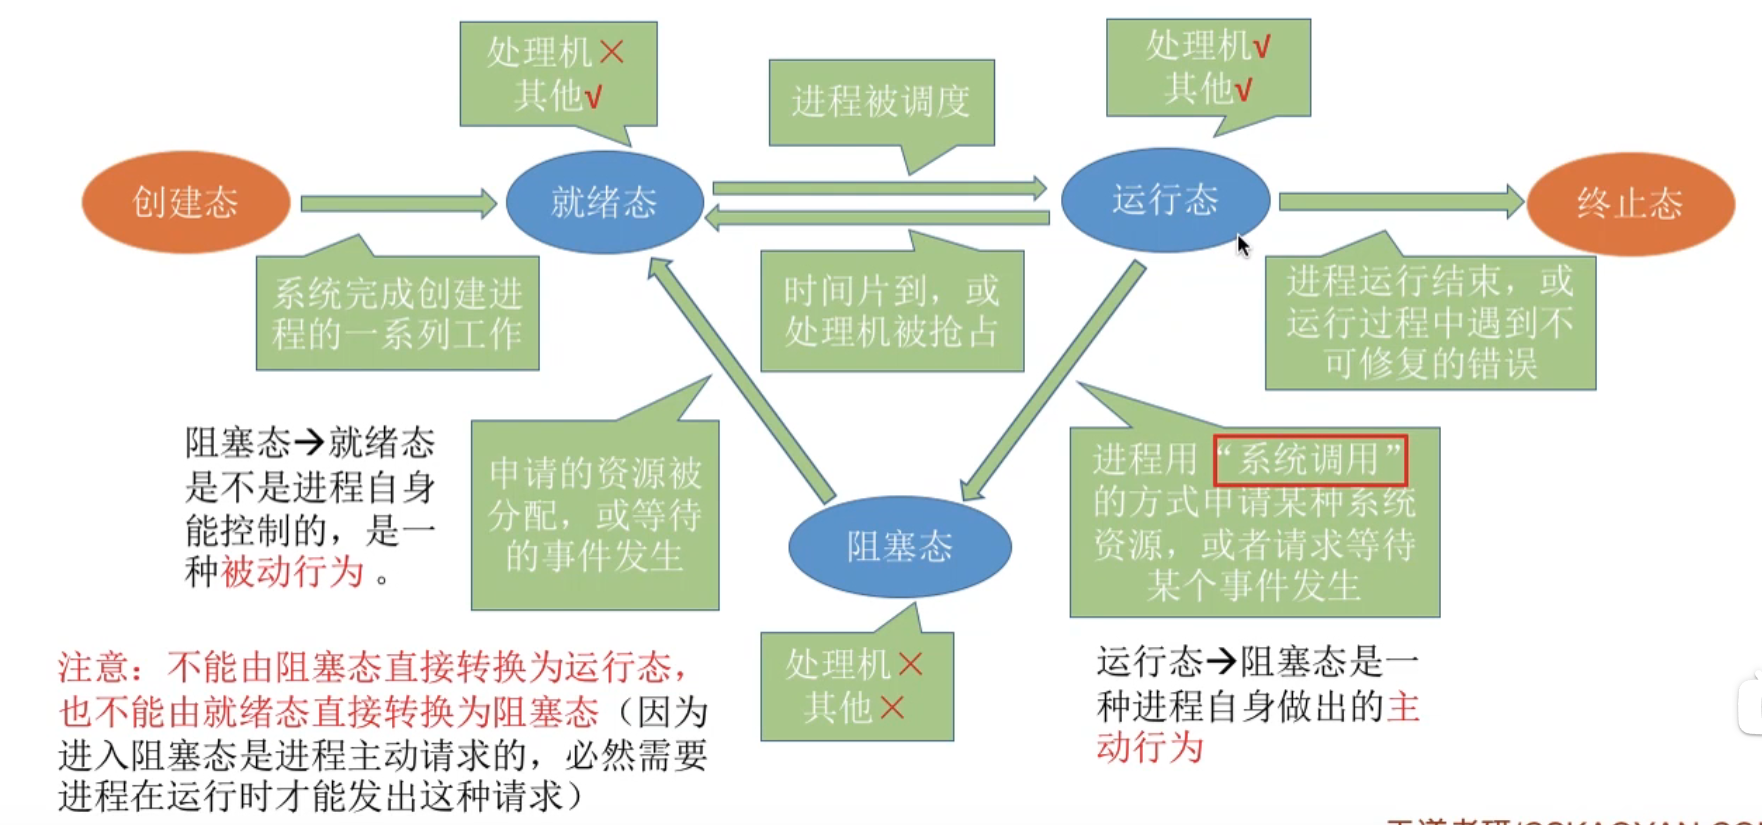 处理机×
其他√
处理机√
其他√
进程被调度
创建态
就绪态
运行态
终止态
系统完成创建进
程的一系列工作
时间片到，或
处理机被抢占
进程运行结束，或
运行过程中遇到不
可修复的错误
阻塞态→就绪态
是不是进程自身
能控制的，是一
种被动行为。
申请的资源被
分配，或等待
的事件发生
进程用“系统调用”
的方式申请某种系统
资源，或者请求等待
某个事件发生
阻塞态
处理机×
其他×
运行态→阻塞态是一
种进程自身做出的主
动行为
注意：不能由阻塞态直接转换为运行态，
也不能由就绪态直接转换为阻塞态（因为
进入阻塞态是进程主动请求的，必然需要
进程在运行时才能发出这种请求）